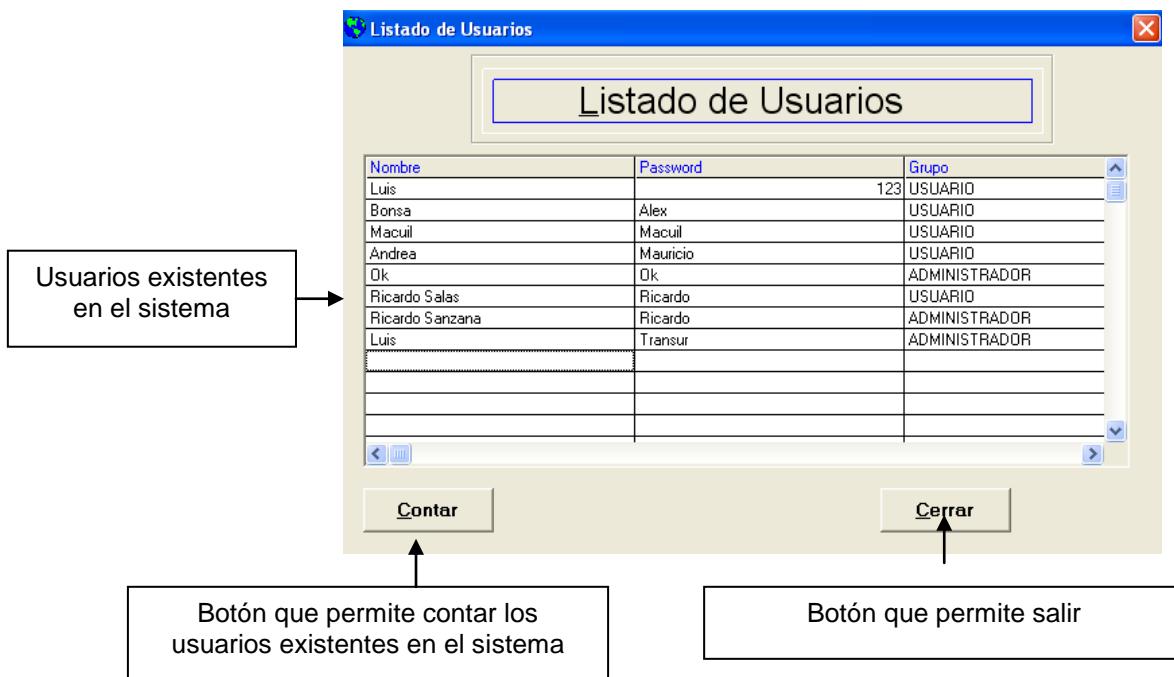 Listado de Usuarios
Listado de Usuarios
Nombre Password Grupo
Luis 123 USUARIO
Bonsa Alex USUARIO
Macuil Macuil USUARIO
Andrea Mauricio USUARIO
Ok Ok ADMINISTRADOR
Ricardo Salas Ricardo USUARIO
Ricardo Sanzana Ricardo ADMINISTRADOR
Luis Transur ADMINISTRADOR
Usuarios existentes
en el sistema
Contar Cerrar
Botón que permite contar los
usuarios existentes en el sistema
Botón que permite salir